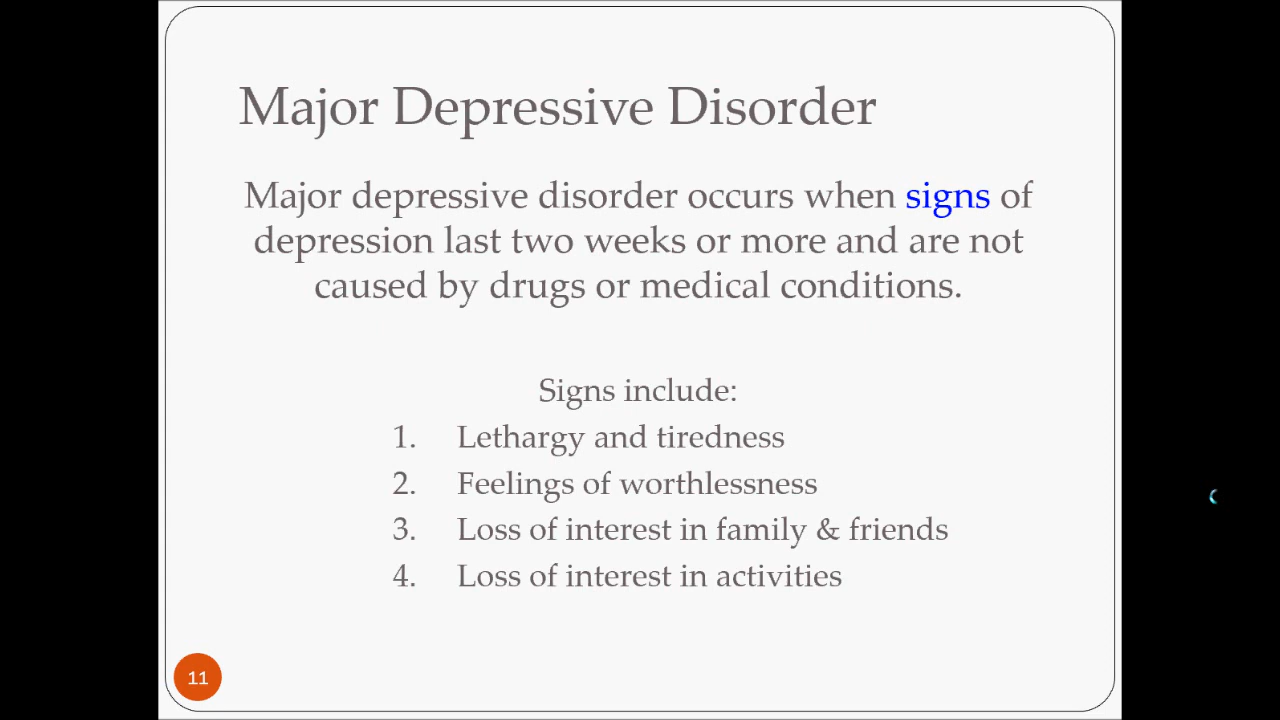 Major Depressive Disorder
Major depressive disorder occurs when signs of
depression last two weeks or more and are not
caused by drugs or medical conditions.
Signs include:
1. Lethargy and tiredness
2. Feelings of worthlessness
3. Loss of interest in family & friends
4. Loss of interest in activities
11